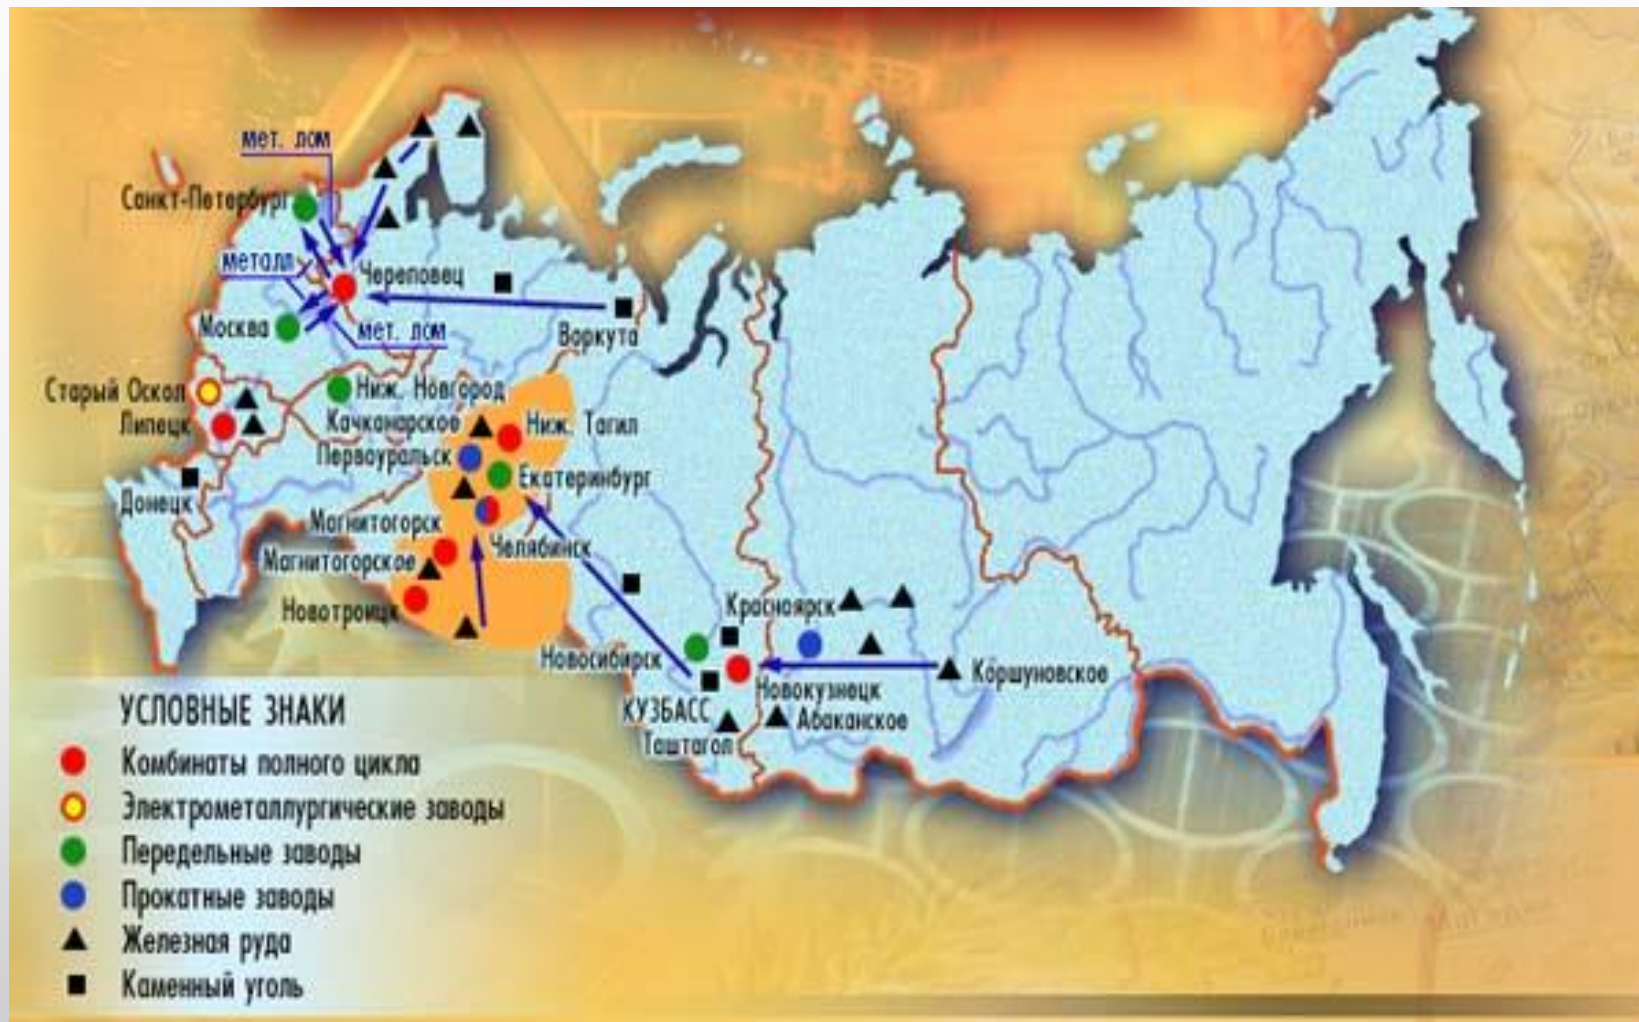 мет. лом
Санкт-Петербург
металл
Череповец
Москва
мет. лом
Воркута
Старый Оскол
Ниж. Новгород
Липецк
Качканарское
Ниж. Тагил
Первоуральск
Екатеринбург
Донецк
Магнитогорск
Челябинск
Магнитогорское
Новотроицк
Красноярск
Новосибирск
Коршуновское
Новокузнецк
КУЗБАСС
Абаканское
Таштагол
УСЛОВНЫЕ ЗНАКИ
Комбинаты полного цикла
Электрометаллургические заводы
Передельные заводы
Прокатные заводы
Железная руда
Каменный уголь